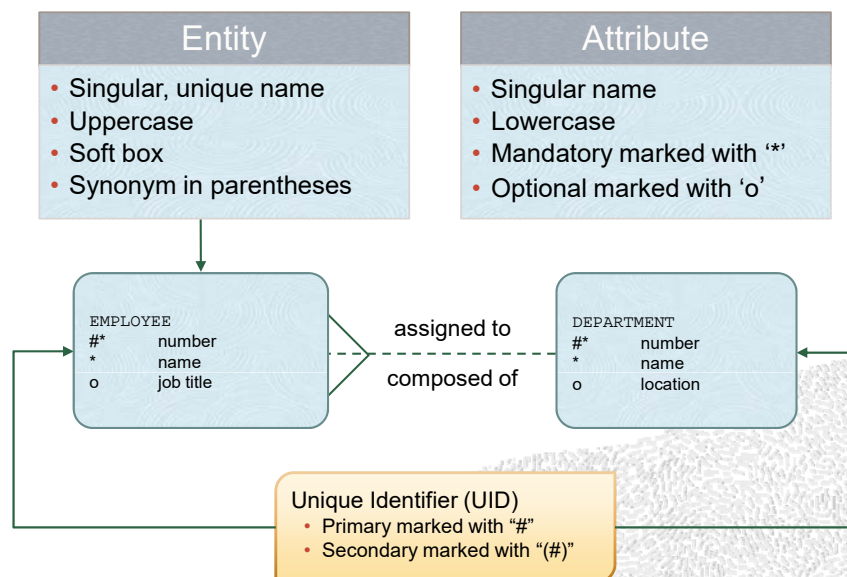 Entity
• Singular, unique name
• Uppercase
• Soft box
• Synonym in parentheses
Attribute
• Singular name
• Lowercase
• Mandatory marked with ‘*’
• Optional marked with ‘o’
EMPLOYEE
#* number
* name
o job title
assigned to
composed of
DEPARTMENT
#* number
* name
o location
Unique Identifier (UID)
• Primary marked with “#”
• Secondary marked with “(#)”